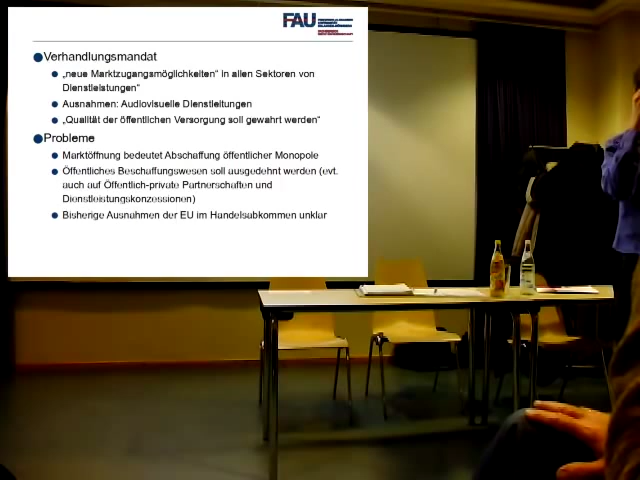 FAU
Verhandlungsmandat
„neue Marktzugangsmöglichkeiten“ in allen Sektoren von
Dienstleistungen“
Ausnahmen: Audiovisuelle Dienstleitungen
„Qualität der öffentlichen Versorgung soll gewahrt werden“
Probleme
Marktöffnung bedeutet Abschaffung öffentlicher Monopole
Öffentliches Beschaffungswesen soll ausgedehnt werden (evt.
auch auf Öffentlich-private Partnerschaften und
Dienstleistungskonzessionen)
Bisherige Ausnahmen der EU im Handelsabkommen unklar